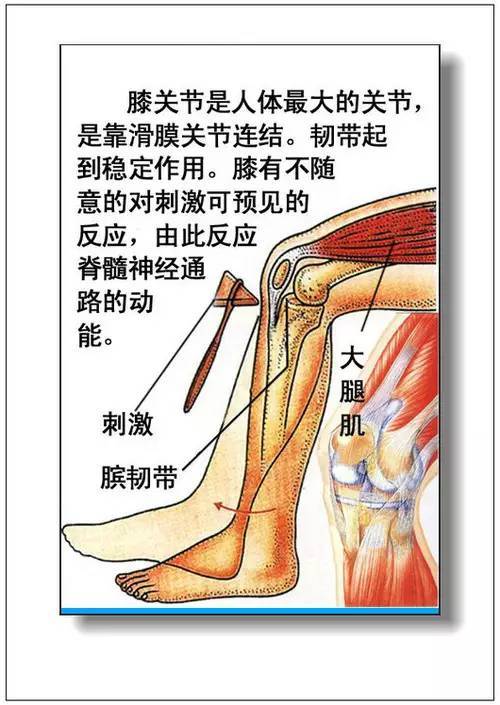 膝关节是人体最大的关节，
是靠滑膜关节连结。韧带起
到稳定作用。膝有不随
意的对刺激可预见的
反应，由此反应
脊髓神经通
路的动
能。
大腿肌
刺激
膑韧带